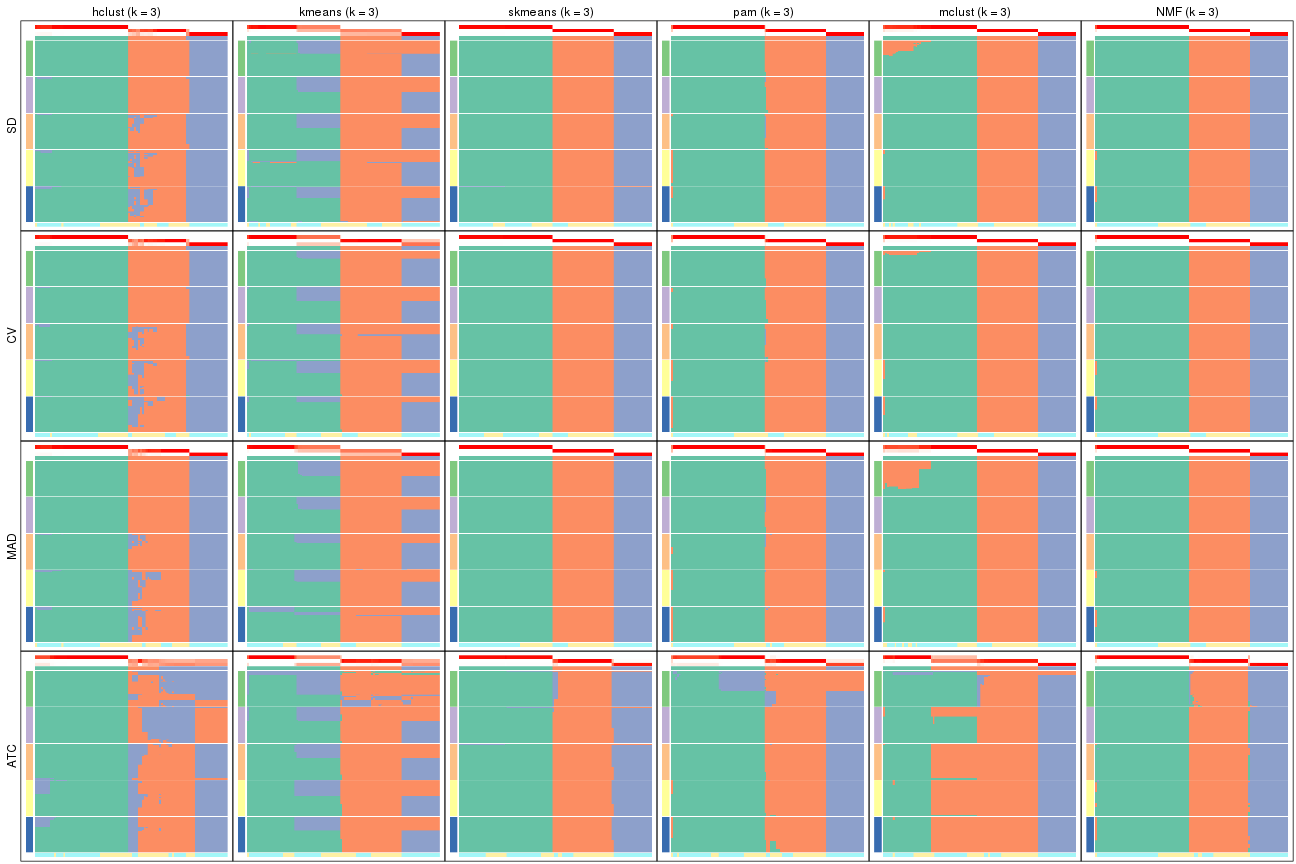 hclust (k = 3)
kmeans (k = 3)
skmeans (k = 3)
pam (k = 3)
mclust (k = 3)
NMF (k = 3)
SD
CV
MAD
ATC